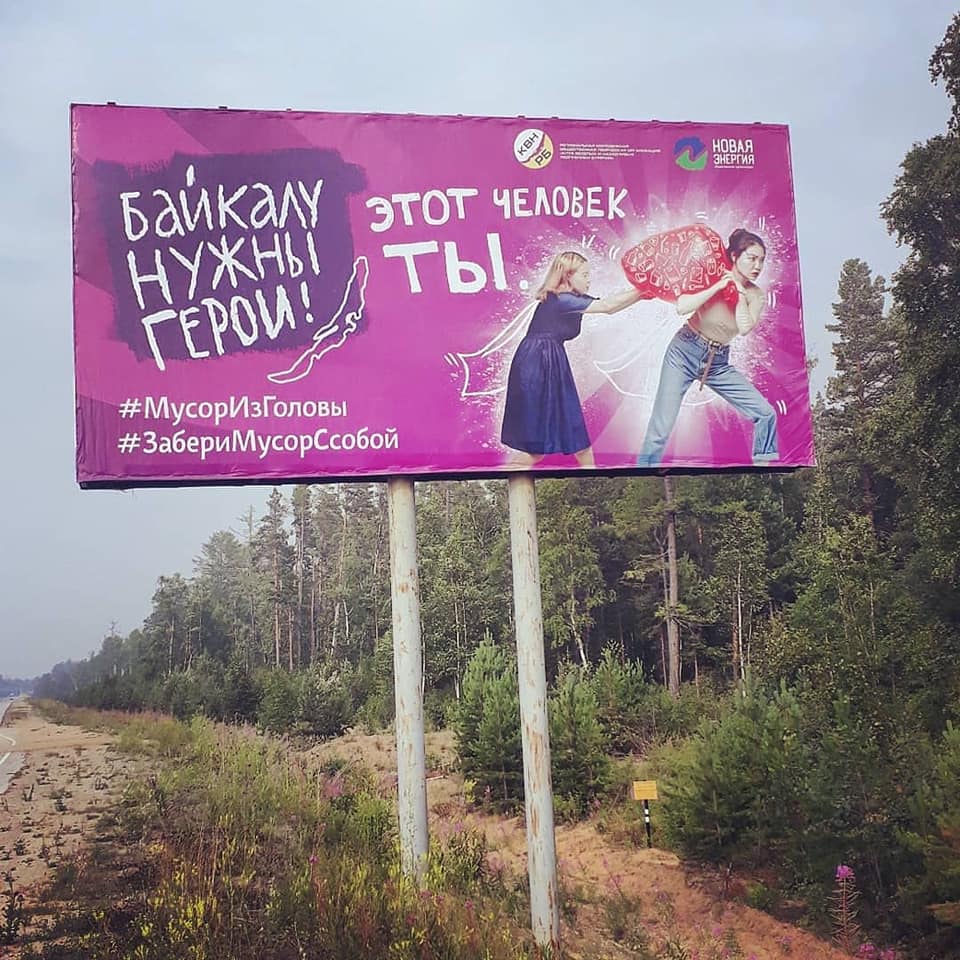 БАЙКАЛУ
НУЖНЫ
ГЕРОИ!
ЭТОТ ЧЕЛОВЕК
ТЫ.
#МусорИзГоловы
#ЗабериМусорСсобой
КВН
РБ
НОВАЯ
ЭНЕРГИЯ